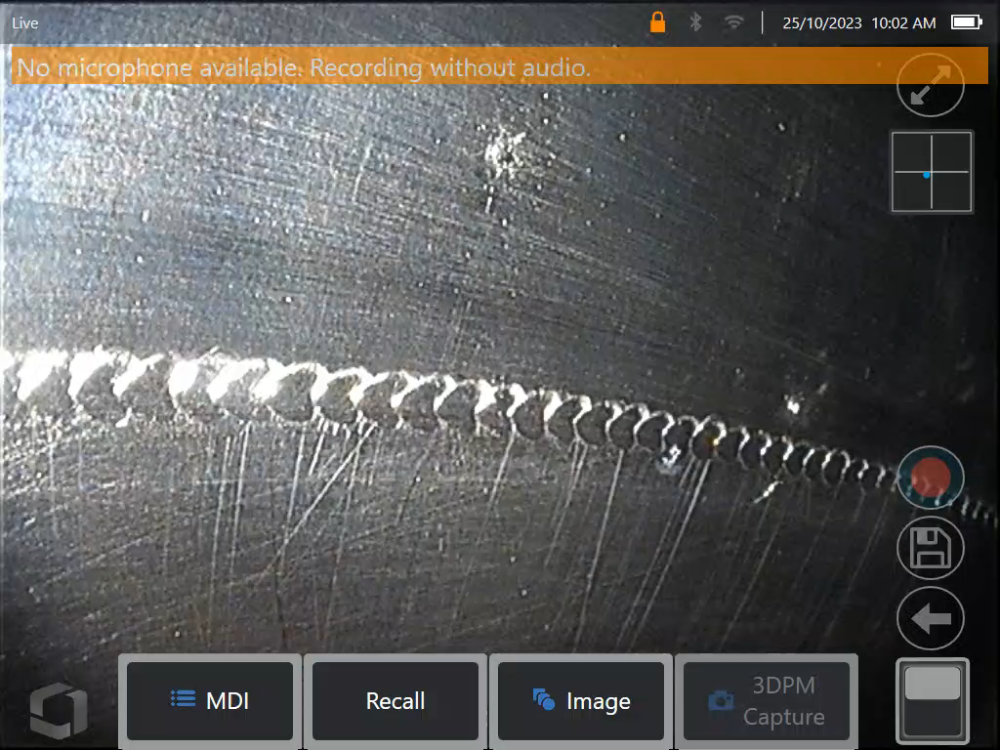 Live
25/10/2023 10:02 AM
No microphone available. Recording without audio.
MDI
Recall
Image
3DPM
Capture